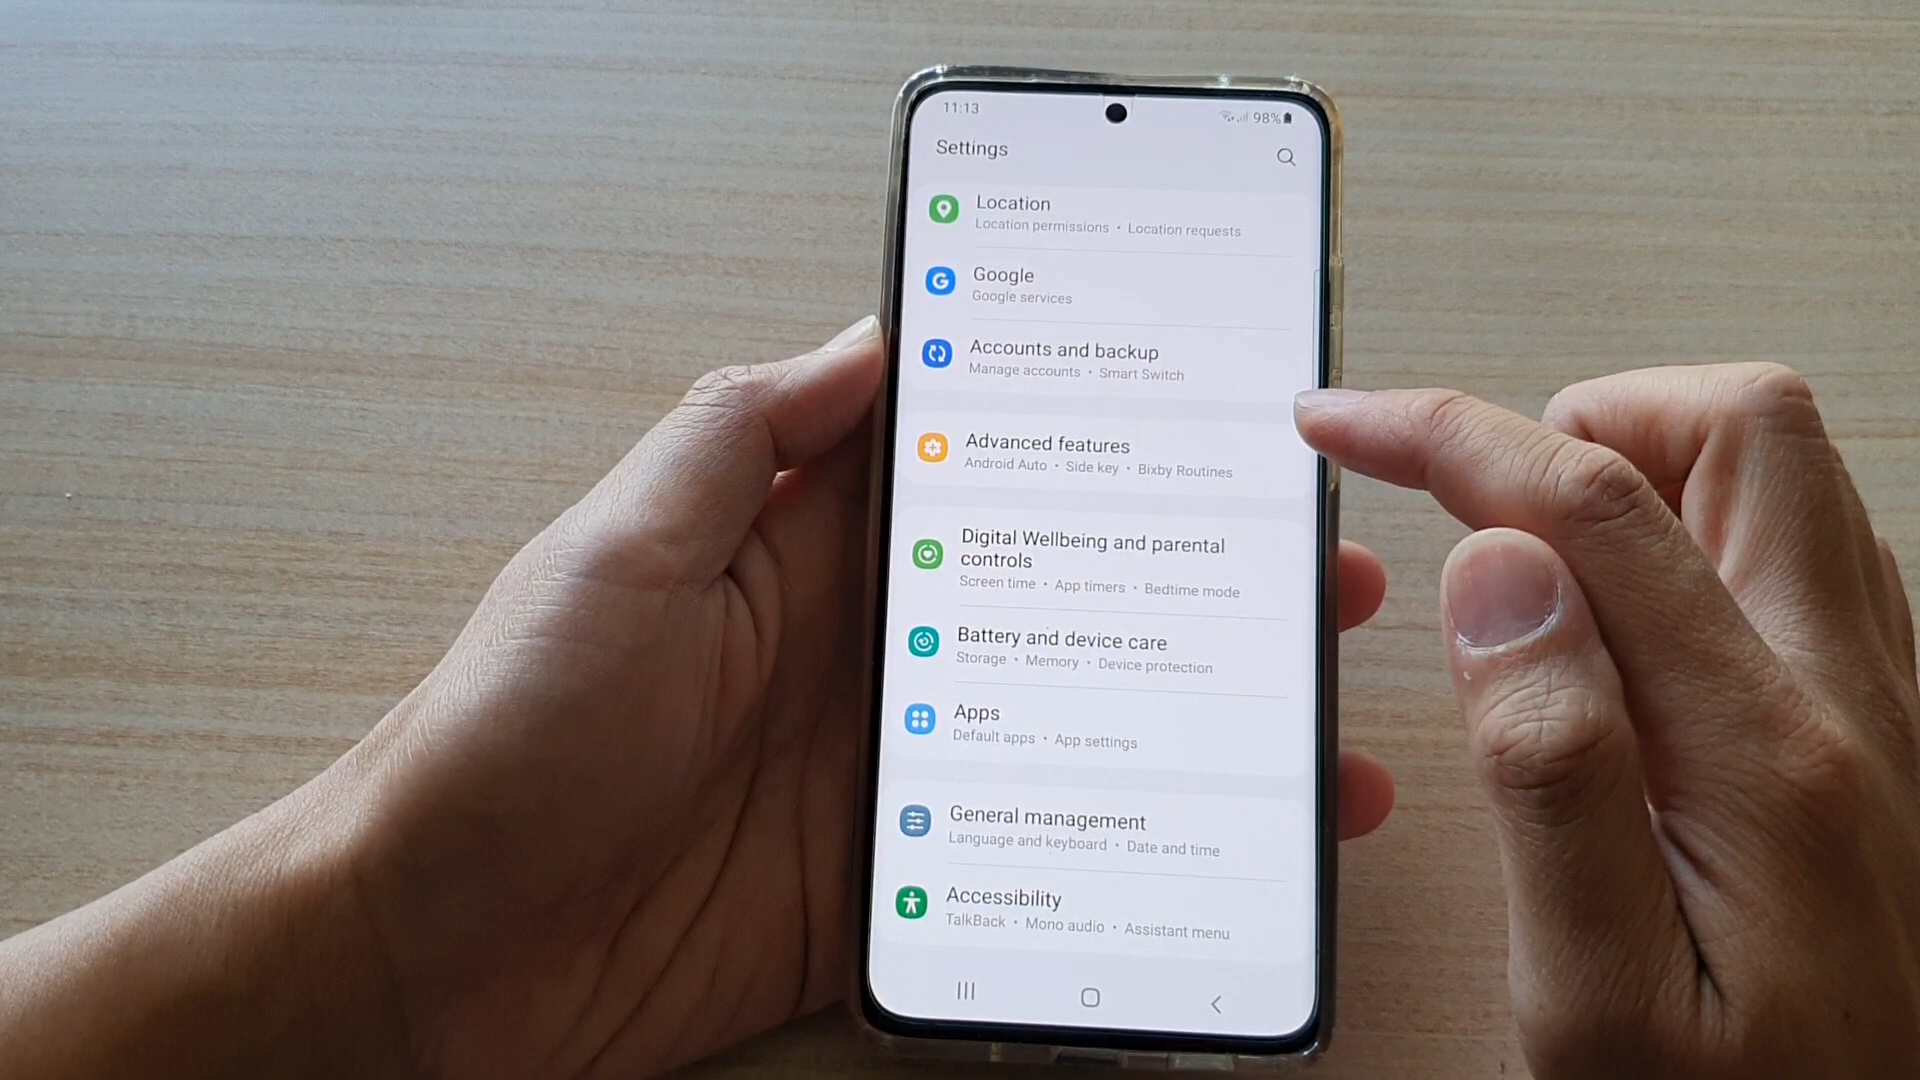 11:13
98%
Settings
Location
Location permissions • Location requests
G
Google
Google services
Accounts and backup
Manage accounts • Smart Switch
Advanced features
Android Auto • Side key • Bixby Routines
Digital Wellbeing and parental
controls
Screen time • App timers • Bedtime mode
Battery and device care
Storage • Memory • Device protection
Apps
Default apps • App settings
General management
Language and keyboard • Date and time
Accessibility
TalkBack • Mono audio • Assistant menu